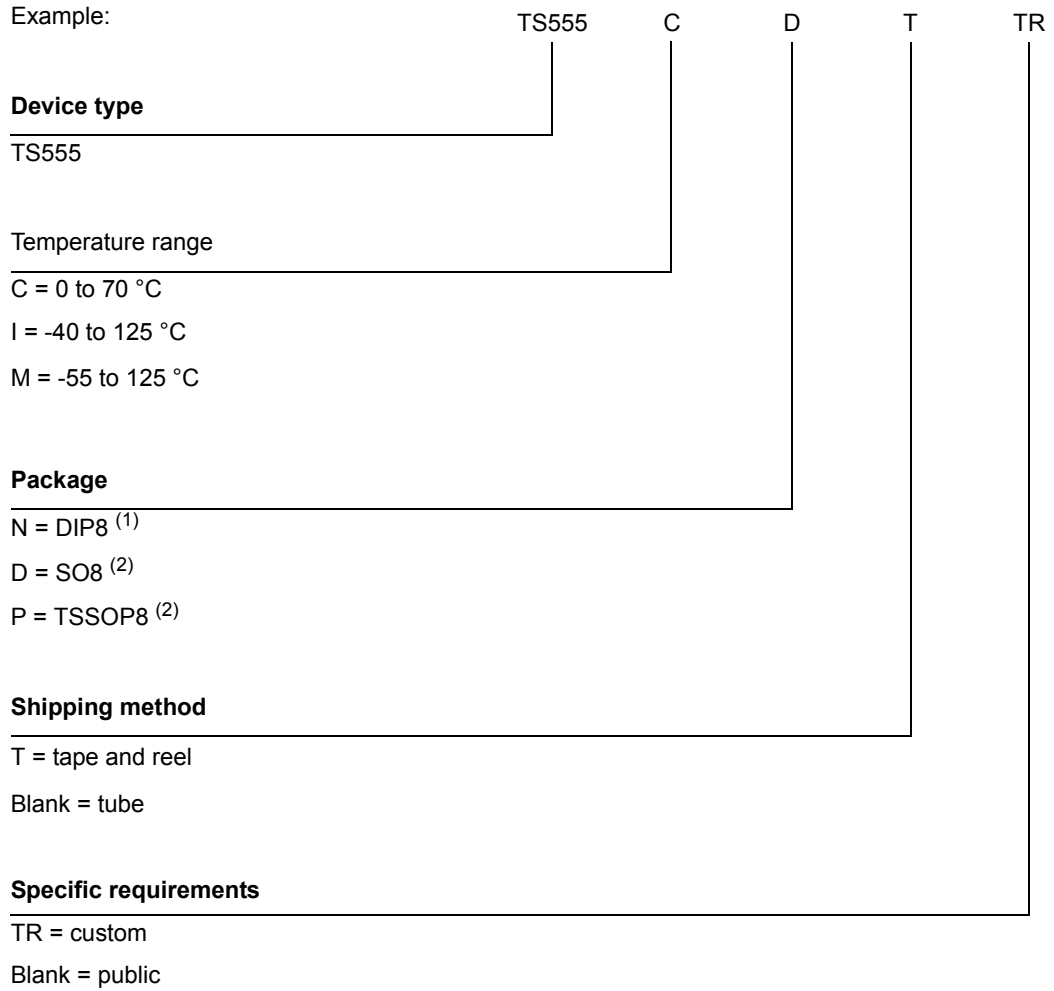 Example: TS555 C D T TR
Device type
TS555
Temperature range
C = 0 to 70 °C
I = -40 to 125 °C
M = -55 to 125 °C
Package
N = DIP8 (1)
D = SO8 (2)
P = TSSOP8 (2)
Shipping method
T = tape and reel
Blank = tube
Specific requirements
TR = custom
Blank = public